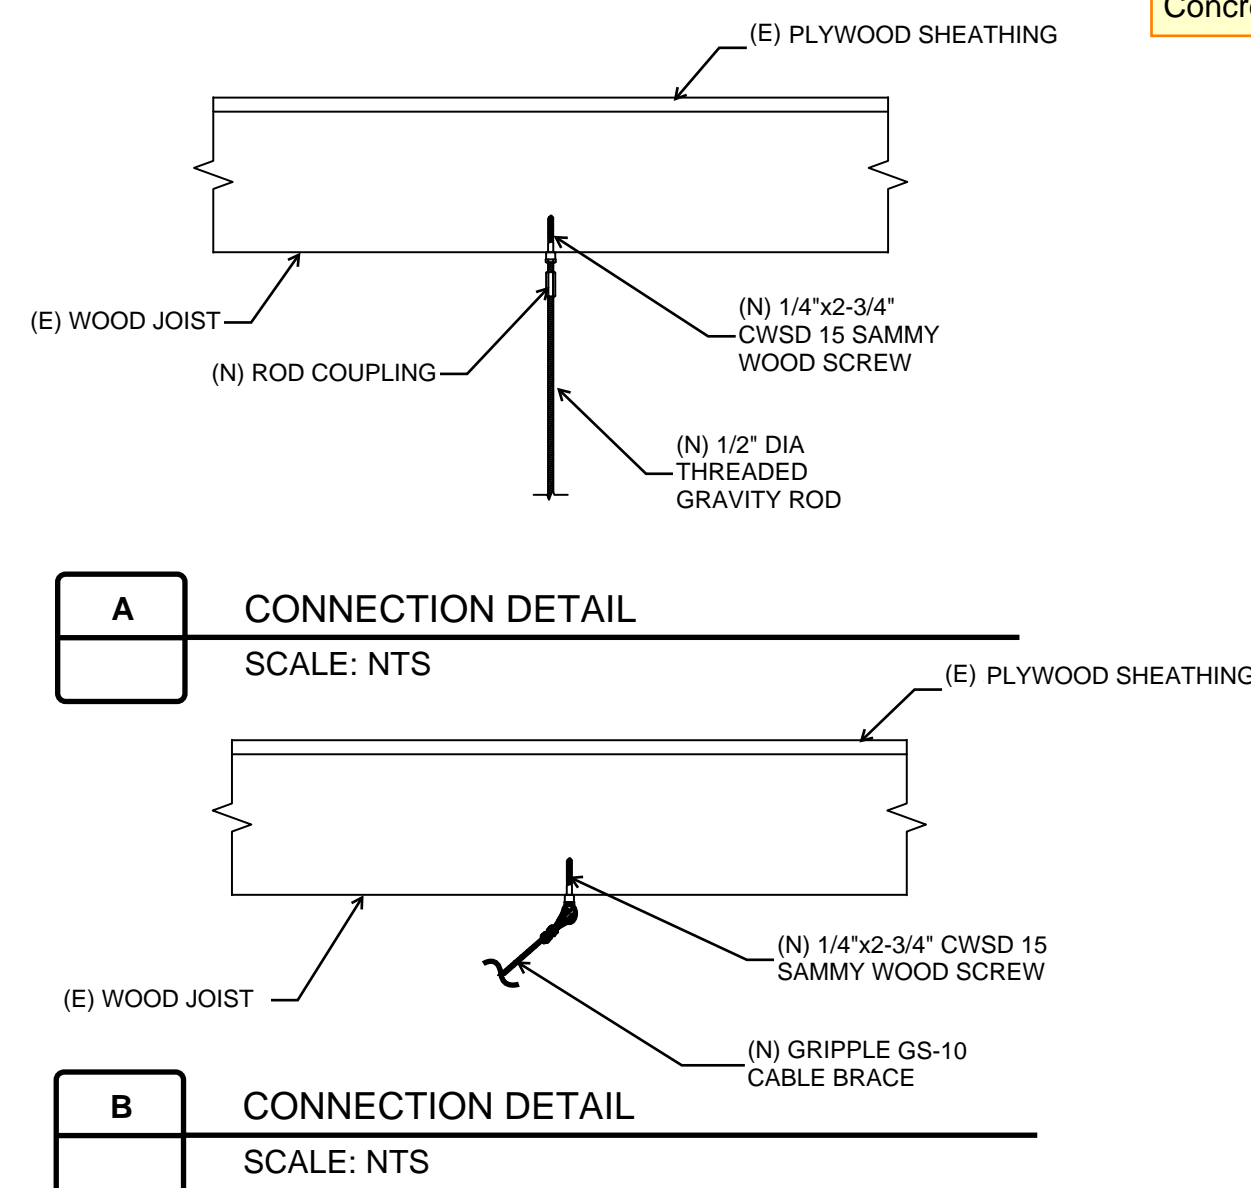 (E) PLYWOOD SHEATHING
(E) WOOD JOIST
(N) ROD COUPLING
(N) 1/4"x2-3/4"
CWSD 15 SAMMY
WOOD SCREW
(N) 1/2" DIA
THREADED
GRAVITY ROD
A
CONNECTION DETAIL
SCALE: NTS
(E) PLYWOOD SHEATHING
(E) WOOD JOIST
(N) 1/4"x2-3/4" CWSD 15
SAMMY WOOD SCREW
(N) GRIPPLE GS-10
CABLE BRACE
B
CONNECTION DETAIL
SCALE: NTS